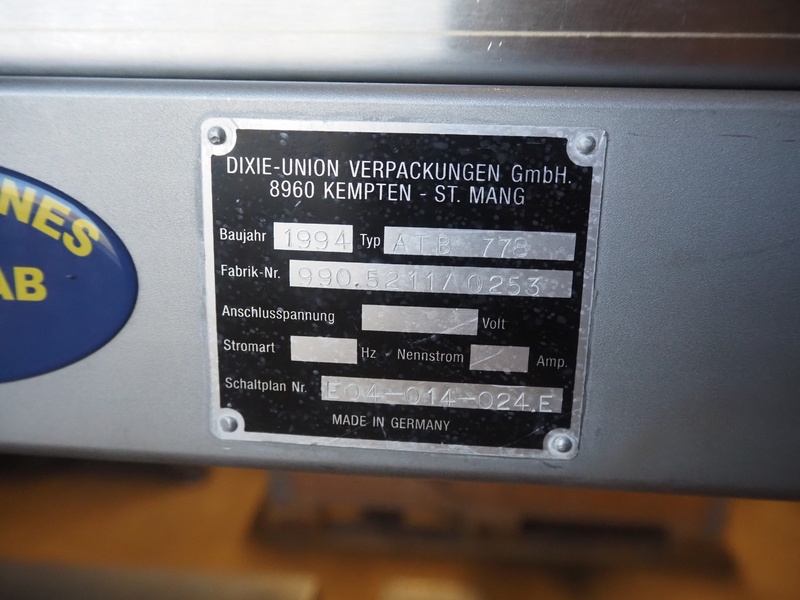 NES
AB
DIXIE-UNION VERPACKUNGEN GmbH.
8960 KEMPTEN - ST. MANG
Baujahr 1994 Typ ATB 778
Fabrik-Nr. 990.5211/0253
Anschlusspannung Volt
Stromart Hz Nennstrom Amp.
Schaltplan Nr. E04-014-024.E
MADE IN GERMANY